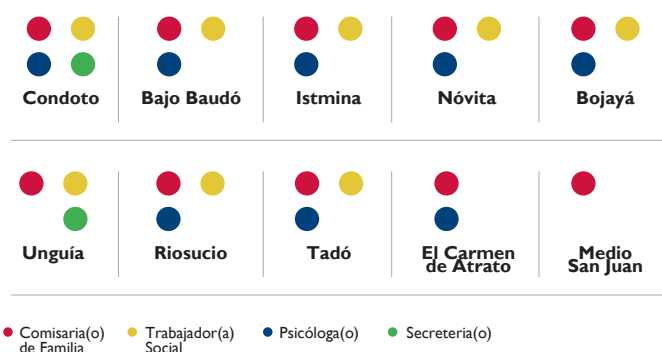 Condoto
Bajo Baudó
Istmina
Nóvita
Bojayá
Unguía
Riosucio
Tadó
El Carmen
de Atrato
Medio
San Juan
Comisaria(o)
de Familia
Trabajador(a)
Social
Psicóloga(o)
Secreteria(o)